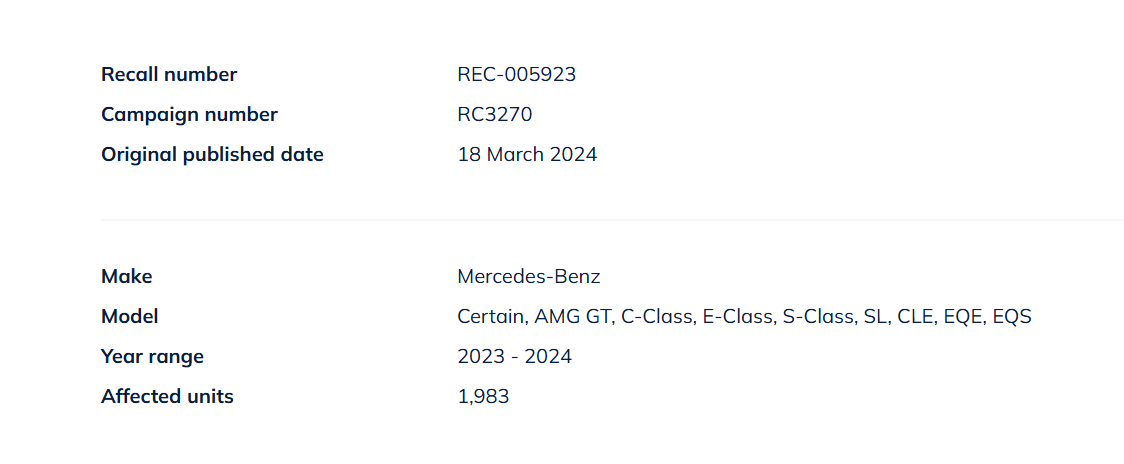 Recall number REC-005923
Campaign number RC3270
Original published date 18 March 2024
Make Mercedes-Benz
Model Certain, AMG GT, C-Class, E-Class, S-Class, SL, CLE, EQE, EQS
Year range 2023 - 2024
Affected units 1,983